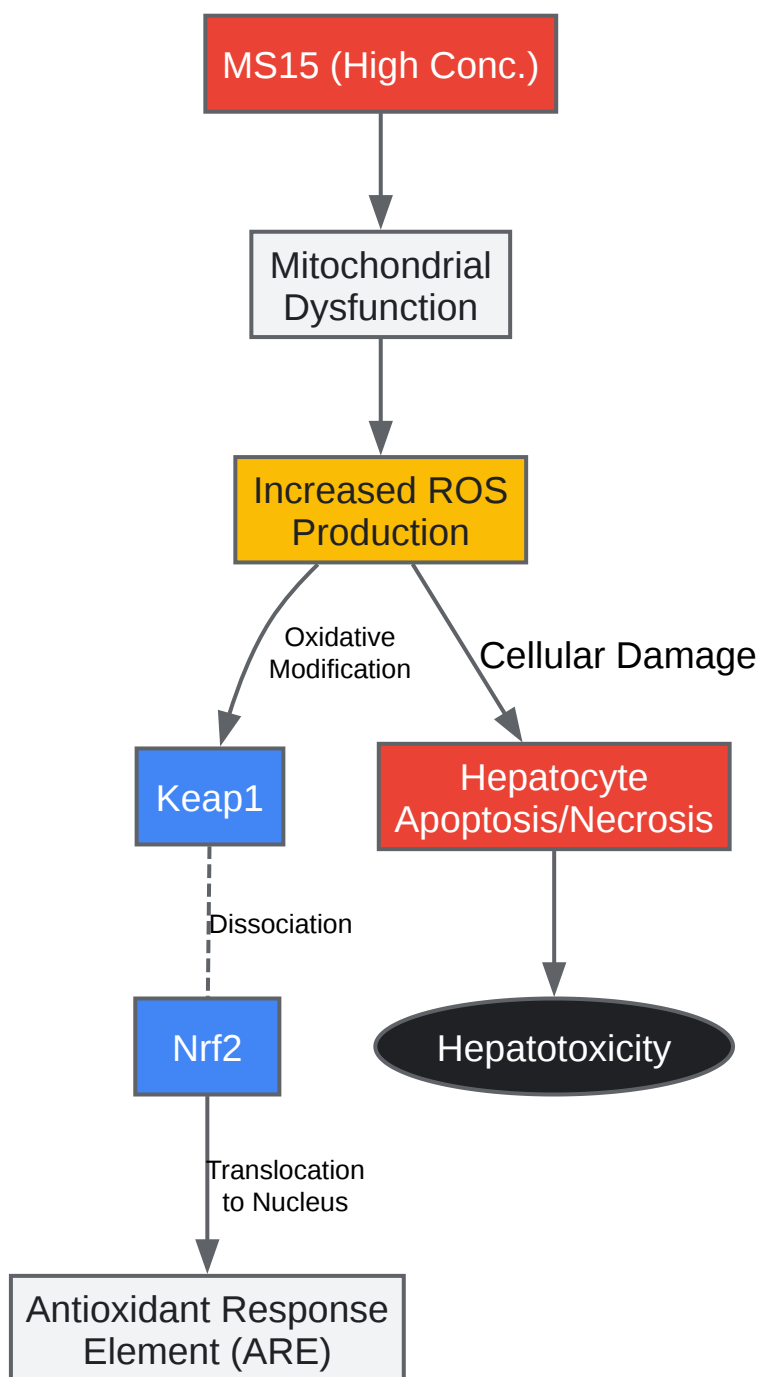 MS15 (High Conc.)
Mitochondrial
Dysfunction
Increased ROS
Production
Oxidative
Modification
Cellular Damage
Keap1
Hepatocyte
Apoptosis/Necrosis
Dissociation
Nrf2
Hepatotoxicity
Translocation
to Nucleus
Antioxidant Response
Element (ARE)